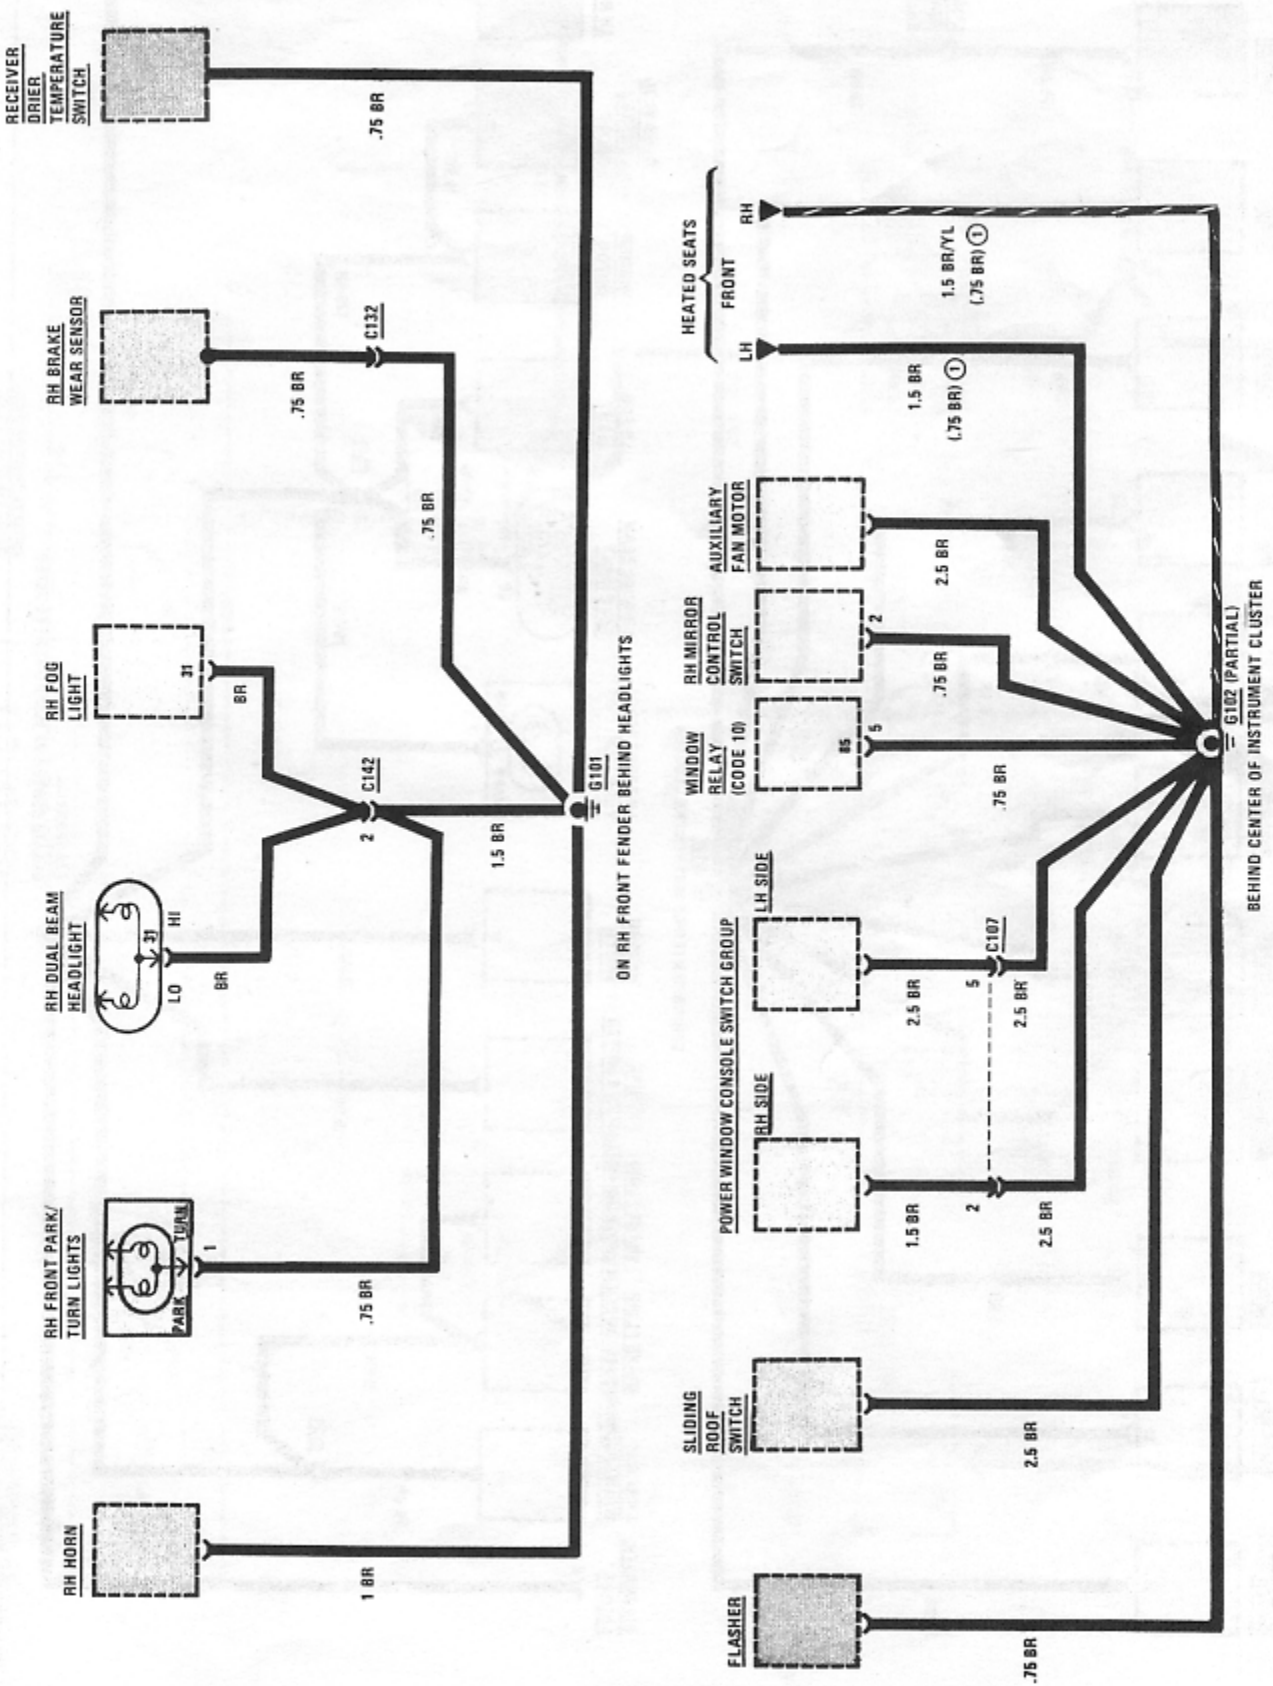 RH HORN
1 BR
RH FRONT PARK/
TURN LIGHTS
PARK
TURN
1
.75 BR
RH DUAL BEAM
HEADLIGHT
LO
HI
31
BR
RH FOG
LIGHT
31
BR
2
C142
1.5 BR
RH BRAKE
WEAR SENSOR
.75 BR
C132
.75 BR
RECEIVER
DRIER
TEMPERATURE
SWITCH
.75 BR
G101
ON RH FRONT FENDER BEHIND HEADLIGHTS
FLASHER
.75 BR
SLIDING
ROOF
SWITCH
2.5 BR
POWER WINDOW CONSOLE SWITCH GROUP
RH SIDE
1.5 BR
2
2.5 BR
LH SIDE
2.5 BR
5
C107
2.5 BR
WINDOW
RELAY
(CODE 10)
85
5
.75 BR
RH MIRROR
CONTROL
SWITCH
2
.75 BR
AUXILIARY
FAN MOTOR
2.5 BR
HEATED SEATS
FRONT
LH
1.5 BR
(.75 BR) ①
RH
1.5 BR/YL
(.75 BR) ①
G102 (PARTIAL)
BEHIND CENTER OF INSTRUMENT CLUSTER